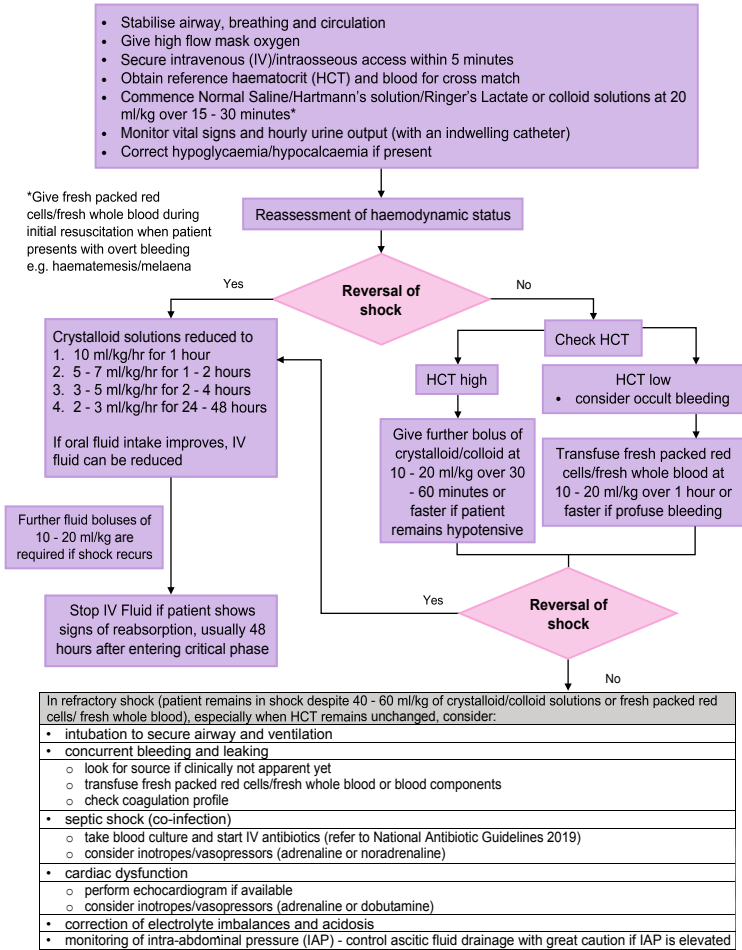 • Stabilise airway, breathing and circulation
• Give high flow mask oxygen
• Secure intravenous (IV)/intraosseous access within 5 minutes
• Obtain reference haematocrit (HCT) and blood for cross match
• Commence Normal Saline/Hartmann's solution/Ringer's Lactate or colloid solutions at 20
ml/kg over 15 - 30 minutes*
• Monitor vital signs and hourly urine output (with an indwelling catheter)
• Correct hypoglycaemia/hypocalcaemia if present
*Give fresh packed red
cells/fresh whole blood during
initial resuscitation when patient
presents with overt bleeding
e.g. haematemesis/melaena
Reassessment of haemodynamic status
Reversal of
shock
Yes
No
Crystalloid solutions reduced to
1. 10 ml/kg/hr for 1 hour
2. 5 - 7 ml/kg/hr for 1 - 2 hours
3. 3 - 5 ml/kg/hr for 2 - 4 hours
4. 2 - 3 ml/kg/hr for 24 - 48 hours
If oral fluid intake improves, IV
fluid can be reduced
Check HCT
HCT high
HCT low
• consider occult bleeding
Give further bolus of
crystalloid/colloid at
10 - 20 ml/kg over 30
- 60 minutes or
faster if patient
remains hypotensive
Transfuse fresh packed red
cells/fresh whole blood at
10 - 20 ml/kg over 1 hour or
faster if profuse bleeding
Further fluid boluses of
10 - 20 ml/kg are
required if shock recurs
Stop IV Fluid if patient shows
signs of reabsorption, usually 48
hours after entering critical phase
Yes
Reversal of
shock
No
In refractory shock (patient remains in shock despite 40 - 60 ml/kg of crystalloid/colloid solutions or fresh packed red
cells/ fresh whole blood), especially when HCT remains unchanged, consider:
• intubation to secure airway and ventilation
• concurrent bleeding and leaking
o look for source if clinically not apparent yet
o transfuse fresh packed red cells/fresh whole blood or blood components
o check coagulation profile
• septic shock (co-infection)
o take blood culture and start IV antibiotics (refer to National Antibiotic Guidelines 2019)
o consider inotropes/vasopressors (adrenaline or noradrenaline)
• cardiac dysfunction
o perform echocardiogram if available
o consider inotropes/vasopressors (adrenaline or dobutamine)
• correction of electrolyte imbalances and acidosis
• monitoring of intra-abdominal pressure (IAP) - control ascitic fluid drainage with great caution if IAP is elevated